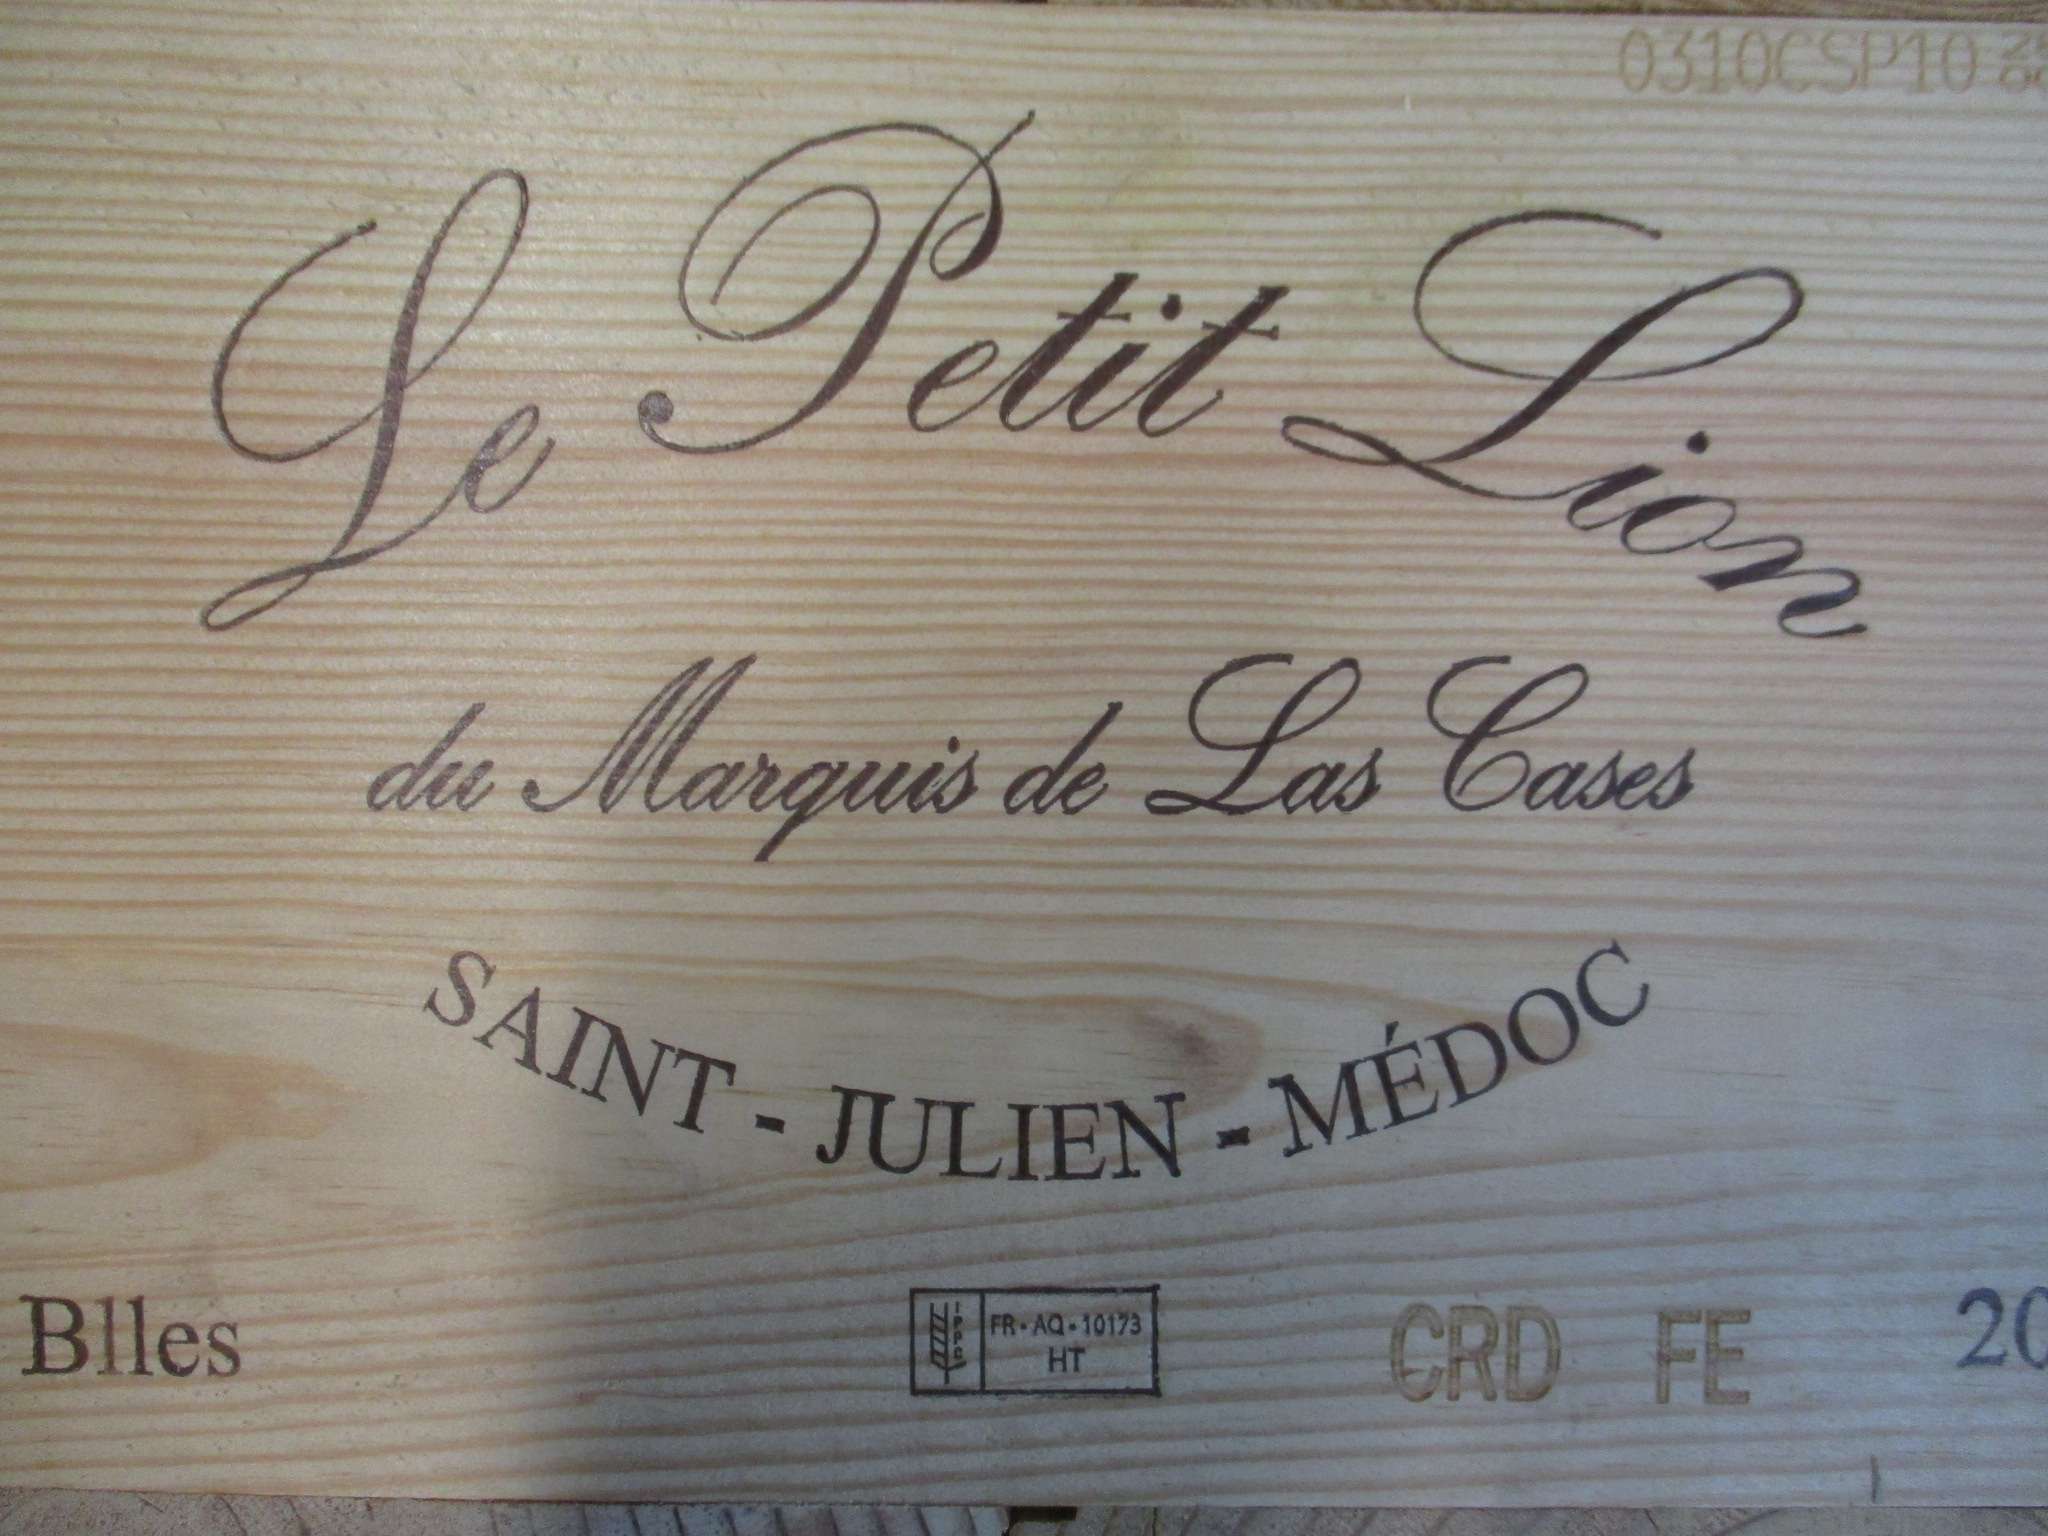 0310CSP10
Le Petit Lion
du Marquis de Las Cases
SAINT - JULIEN - MÉDOC
Blles
IPPC
FR • AQ • 10173
HT
CRD FE
20